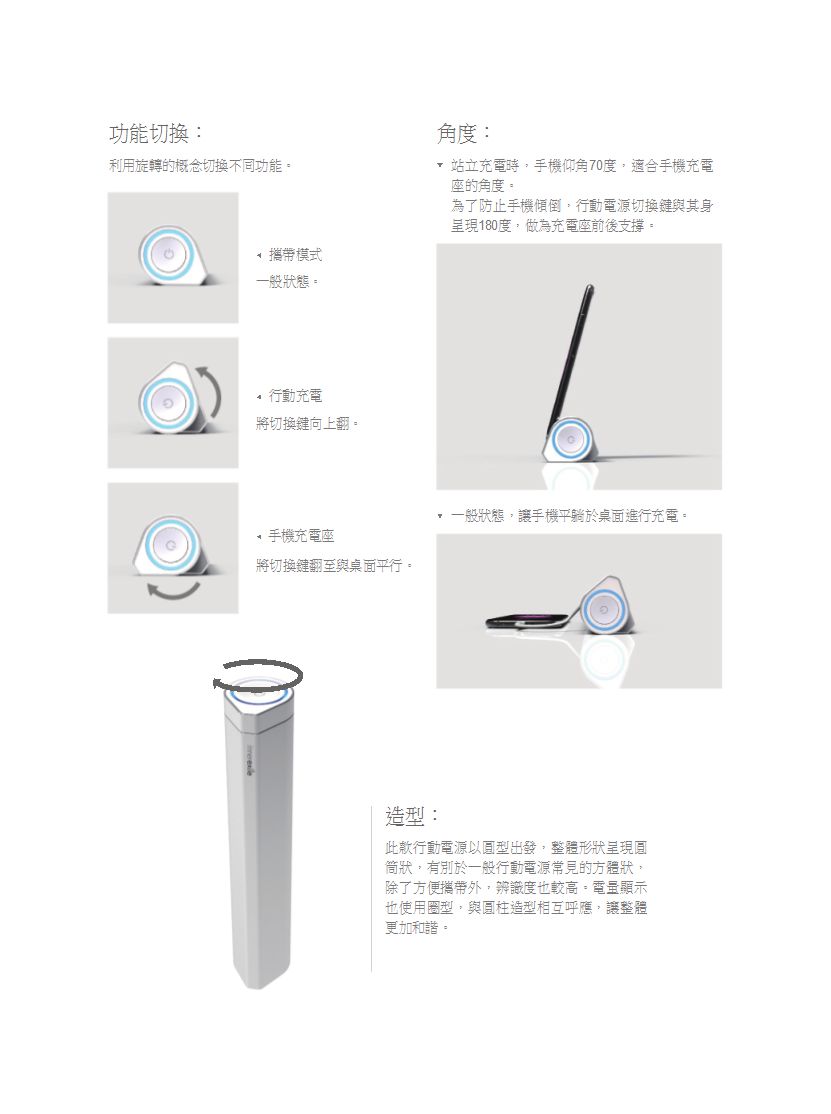 功能切換：
利用旋轉的概念切換不同功能。
攜帶模式
一般狀態。
行動充電
將切換鍵向上翻。
手機充電座
將切換鍵翻至與桌面平行。
角度：
站立充電時，手機仰角70度，適合手機充電
座的角度。
為了防止手機傾倒，行動電源切換鍵與其身
呈現180度，做為充電座前後支撐。
一般狀態，讓手機平躺於桌面進行充電。
innerexile
造型：
此款行動電源以圓型出發，整體形狀呈現圓
筒狀，有別於一般行動電源常見的方體狀，
除了方便攜帶外，辨識度也較高。電量顯示
也使用圈型，與圓柱造型相互呼應，讓整體
更加和諧。